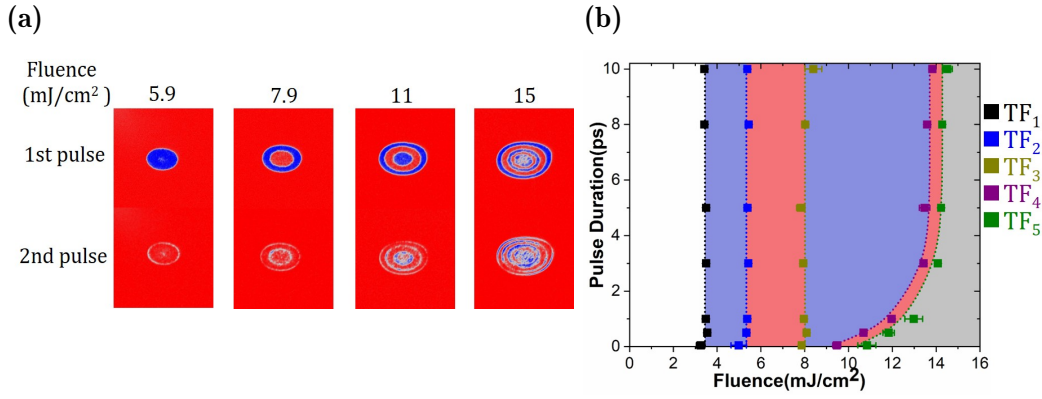 (a)
Fluence
(mJ/cm²)
5.9 7.9 11 15
1st pulse
2nd pulse
(b)
Pulse Duration(ps)
10
8
6
4
2
0
0 2 4 6 8 10 12 14 16
Fluence(mJ/cm²)
TF₁
TF₂
TF₃
TF₄
TF₅